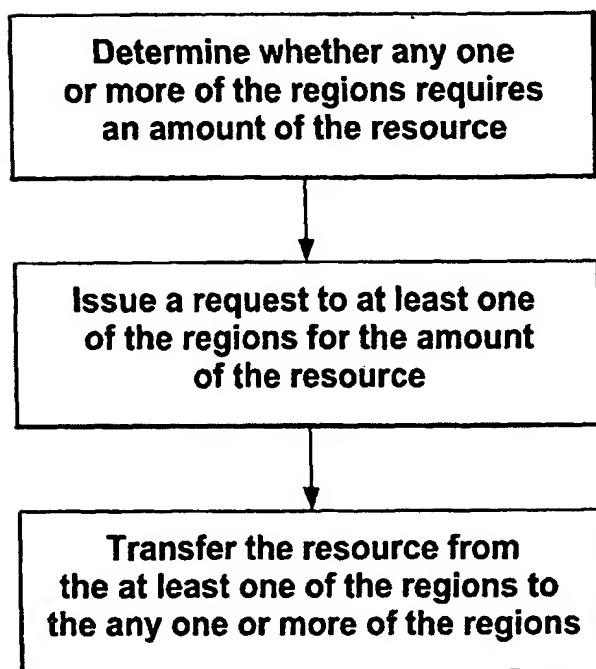 Determine whether any one
or more of the regions requires
an amount of the resource
Issue a request to at least one
of the regions for the amount
of the resource
Transfer the resource from
the at least one of the regions to
the any one or more of the regions